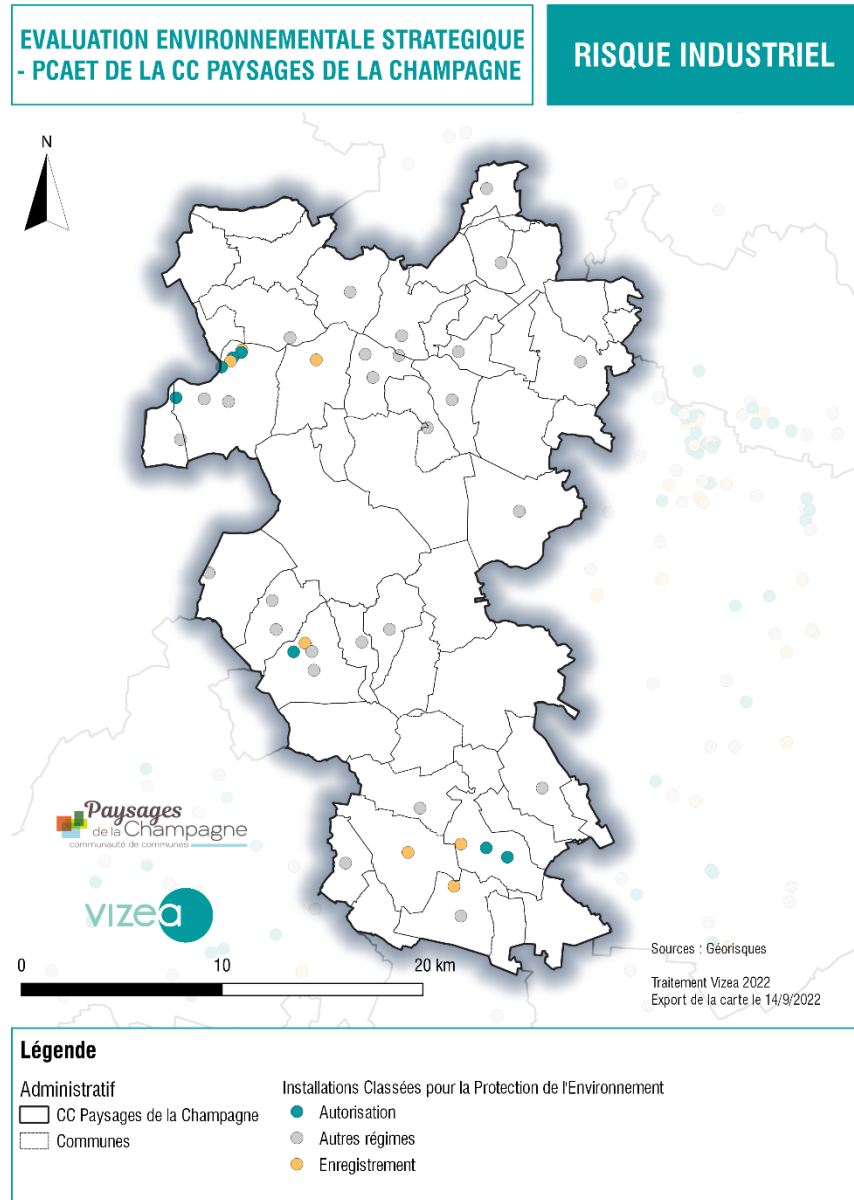 EVALUATION ENVIRONNEMENTALE STRATEGIQUE
- PCAET DE LA CC PAYSAGES DE LA CHAMPAGNE
RISQUE INDUSTRIEL
N
Paysages
de la Champagne
communauté de communes
vizea
0 10 20 km
Sources : Géorisques
Traitement Vizea 2022
Export de la carte le 14/9/2022
Légende
Administratif
CC Paysages de la Champagne
Communes
Installations Classées pour la Protection de l'Environnement
Autorisation
Autres régimes
Enregistrement